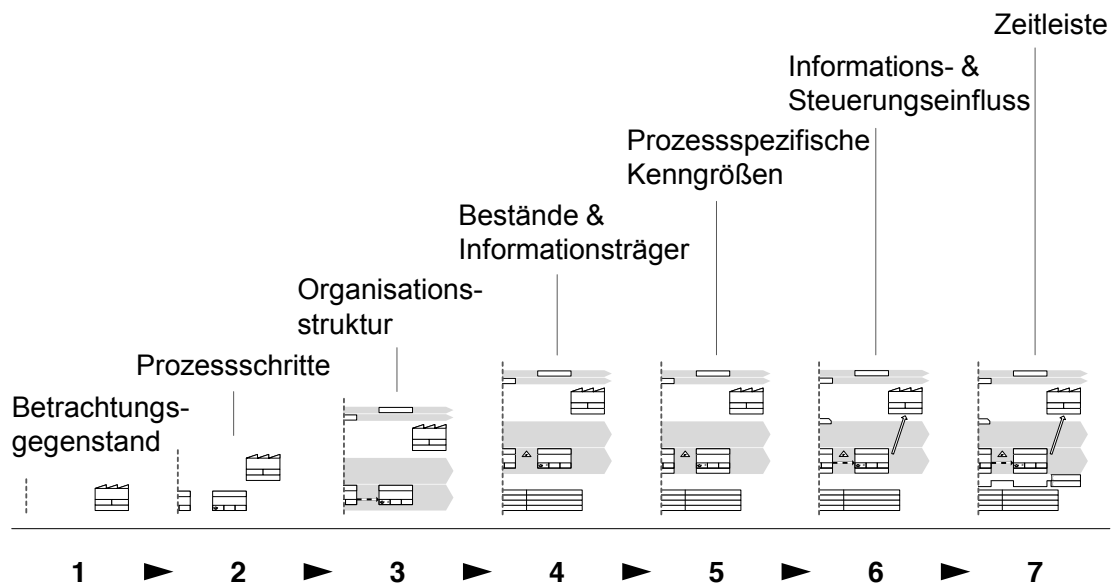 Zeitleiste
Informations- &
Steuerungseinfluss
Prozessspezifische
Kenngrößen
Bestände &
Informationsträger
Organisations-
struktur
Prozessschritte
Betrachtungs-
gegenstand
1 ► 2 ► 3 ► 4 ► 5 ► 6 ► 7